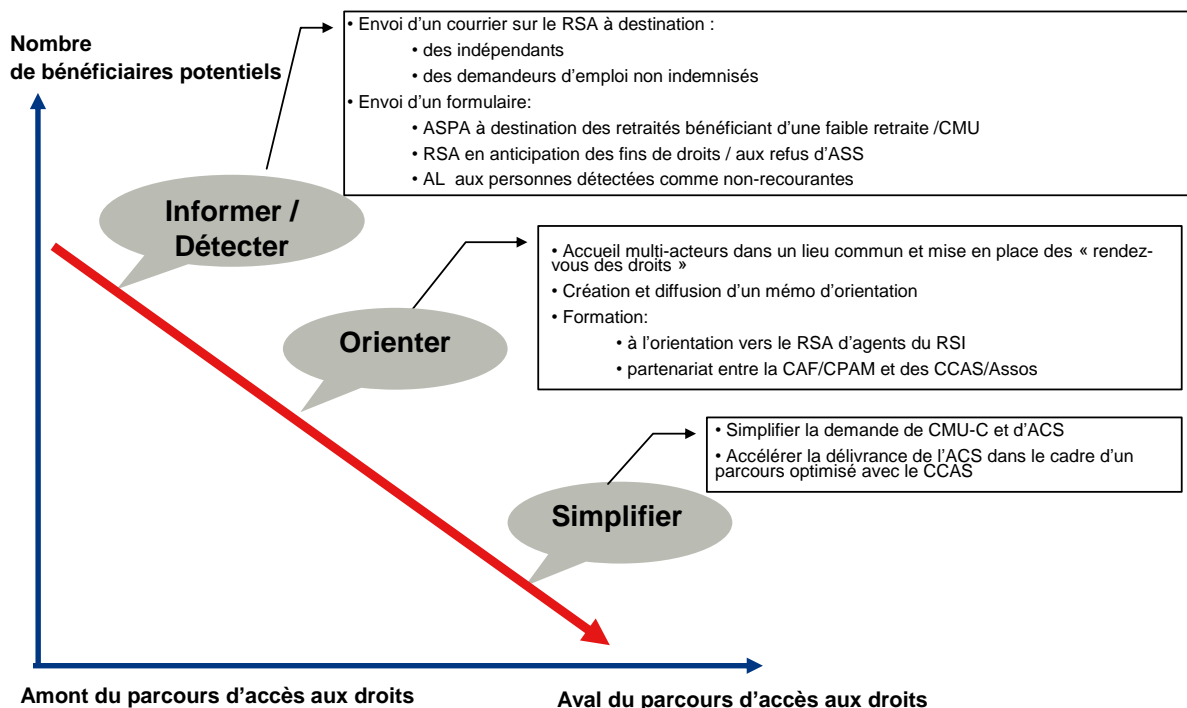 Nombre
de bénéficiaires potentiels
• Envoi d'un courrier sur le RSA à destination :
• des indépendants
• des demandeurs d'emploi non indemnisés
• Envoi d'un formulaire:
• ASPA à destination des retraités bénéficiant d'une faible retraite /CMU
• RSA en anticipation des fins de droits / aux refus d'ASS
• AL aux personnes détectées comme non-recourantes
Informer /
Détecter
• Accueil multi-acteurs dans un lieu commun et mise en place des « rendez-
vous des droits »
• Création et diffusion d'un mémo d'orientation
• Formation:
• à l'orientation vers le RSA d'agents du RSI
• partenariat entre la CAF/CPAM et des CCAS/Assos
Orienter
• Simplifier la demande de CMU-C et d'ACS
• Accélérer la délivrance de l'ACS dans le cadre d'un
parcours optimisé avec le CCAS
Simplifier
Amont du parcours d'accès aux droits
Aval du parcours d'accès aux droits